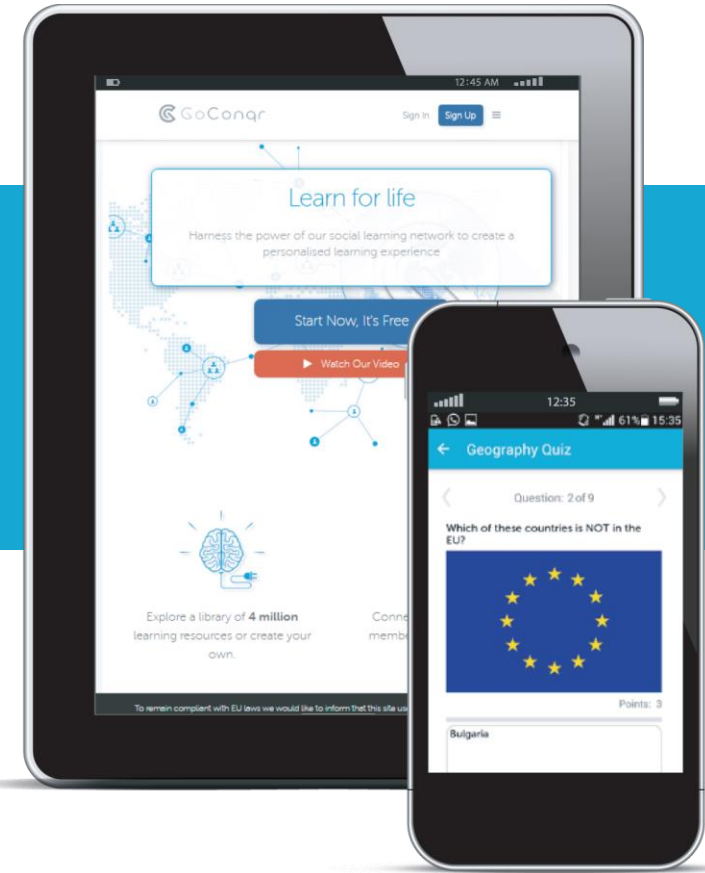 12:45 AM
GoConqr
Sign In Sign Up
Learn for life
Harness the power of our social learning network to create a
personalised learning experience
Start Now, It's Free
Watch Our Video
Explore a library of 4 million
learning resources or create your
own.
Conne
membe
To remain compliant with EU laws we would like to inform that this site use
12:35
61% 15:35
Geography Quiz
Question: 2 of 9
Which of these countries is NOT in the
EU?
Points: 3
Bulgaria